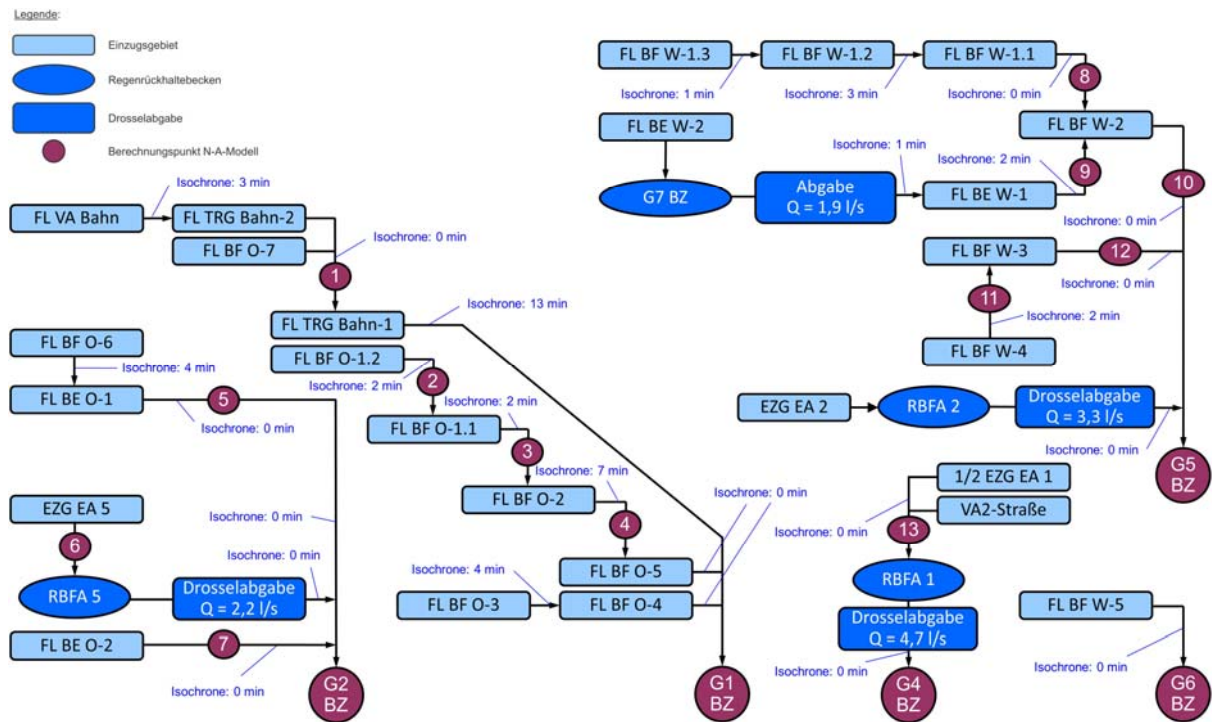 Legende:
Einzugsgebiet
Regenrückhaltebecken
Drosselabgabe
Berechnungspunkt N-A-Modell
FL BF W-1.3
FL BF W-1.2
FL BF W-1.1
Isochrone: 1 min
Isochrone: 3 min
Isochrone: 0 min
8
FL BE W-2
FL BF W-2
Isochrone: 1 min
Isochrone: 2 min
9
10
G7 BZ
Abgabe
Q = 1,9 l/s
FL BE W-1
Isochrone: 0 min
FL BF W-3
12
Isochrone: 0 min
11
Isochrone: 2 min
FL BF W-4
EZG EA 2
RBFA 2
Drosselabgabe
Q = 3,3 l/s
Isochrone: 0 min
G5
BZ
Isochrone: 3 min
FL VA Bahn
FL TRG Bahn-2
FL BF O-7
Isochrone: 0 min
1
FL TRG Bahn-1
Isochrone: 13 min
FL BF O-1.2
Isochrone: 2 min
2
FL BF O-1.1
Isochrone: 2 min
3
FL BF O-2
Isochrone: 7 min
4
Isochrone: 0 min
FL BF O-5
Isochrone: 4 min
FL BF O-3
FL BF O-4
G1
BZ
FL BF O-6
Isochrone: 4 min
FL BE O-1
5
Isochrone: 0 min
EZG EA 5
6
Isochrone: 0 min
Isochrone: 0 min
RBFA 5
Drosselabgabe
Q = 2,2 l/s
FL BE O-2
7
Isochrone: 0 min
G2
BZ
1/2 EZG EA 1
VA2-Straße
Isochrone: 0 min
13
RBFA 1
Drosselabgabe
Q = 4,7 l/s
Isochrone: 0 min
G4
BZ
FL BF W-5
Isochrone: 0 min
G6
BZ